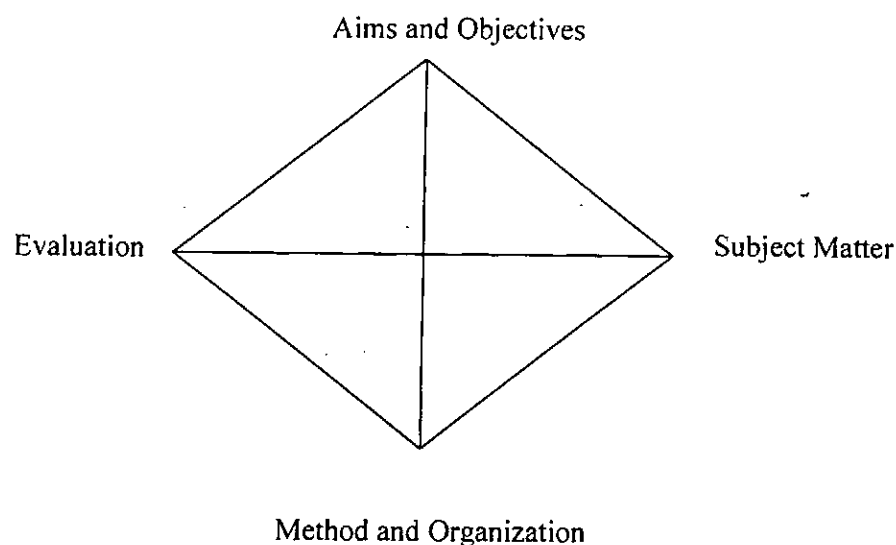 Aims and Objectives
Evaluation
Subject Matter
Method and Organization